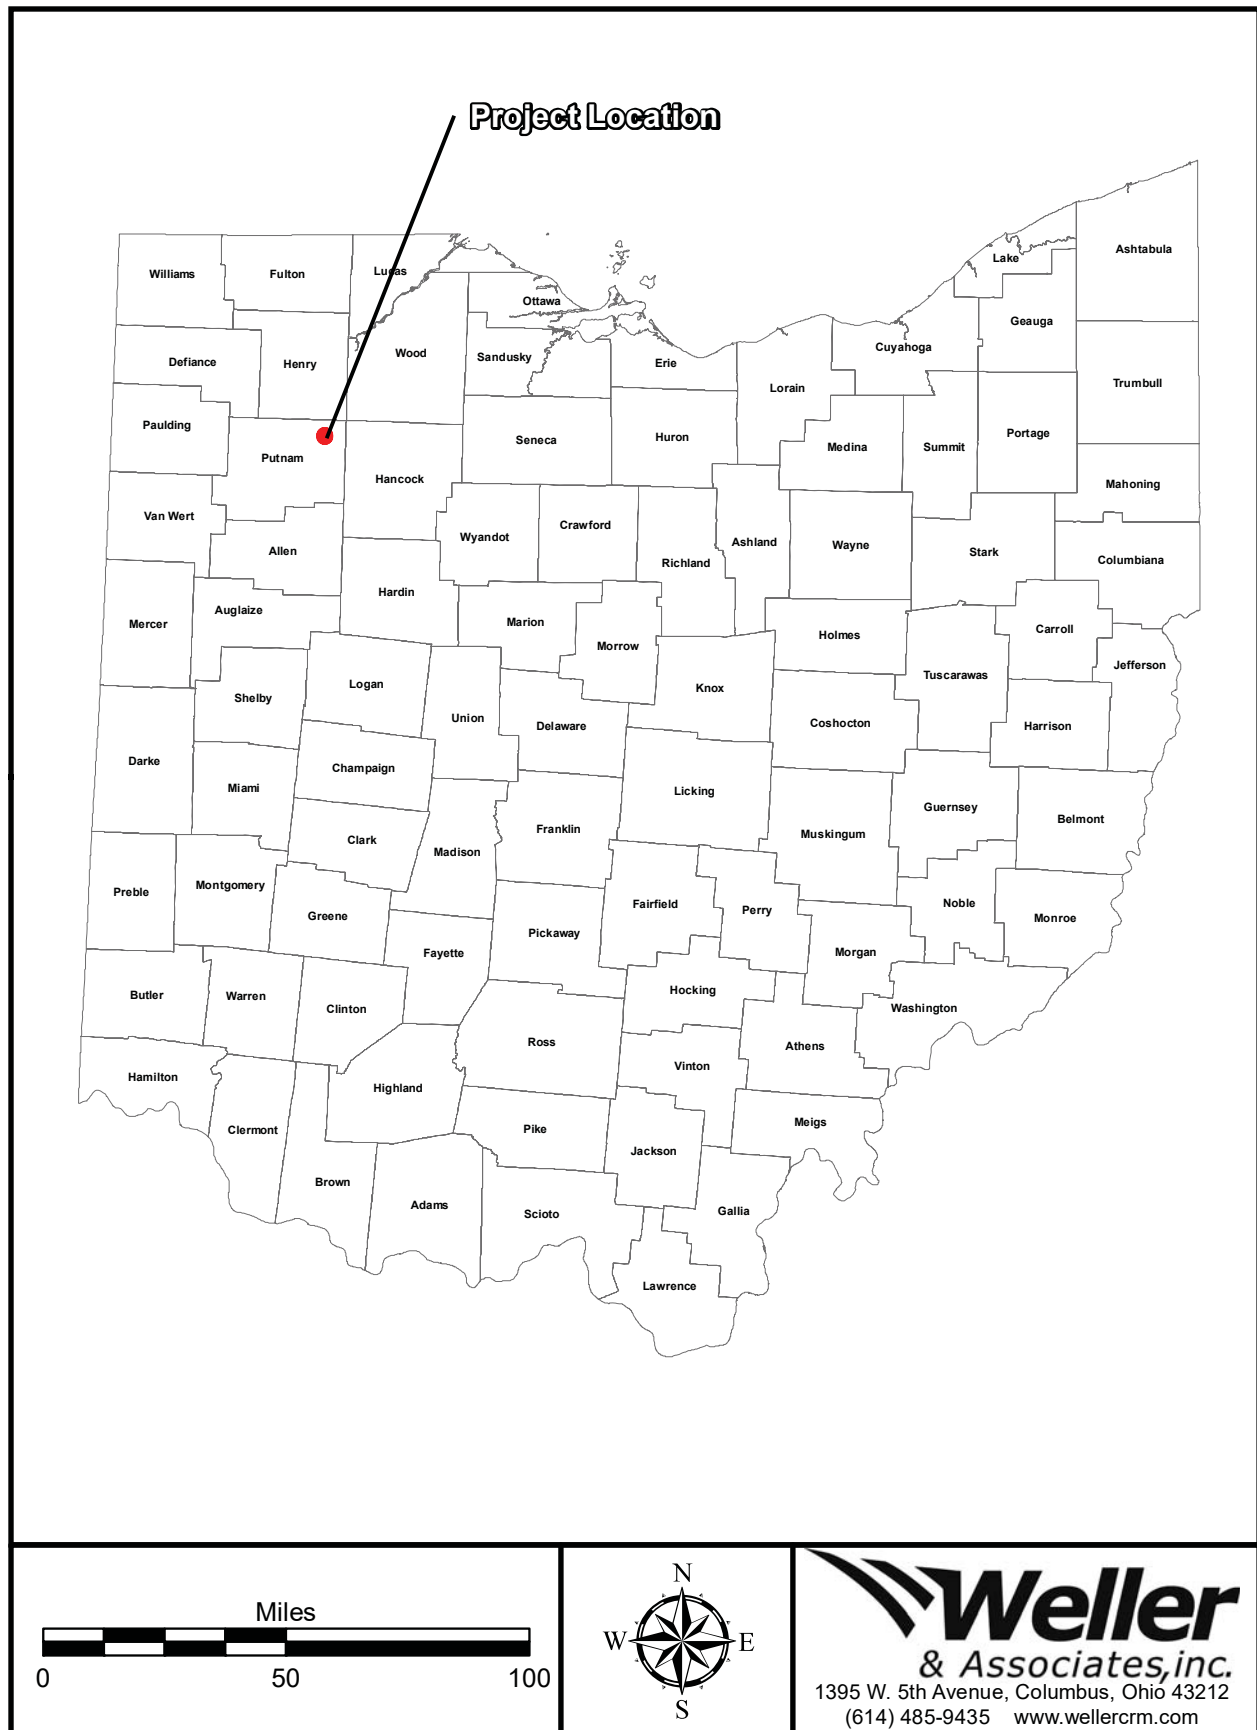 Project Location
Ashtabula
Lake
Williams
Fulton
Lucas
Ottawa
Geauga
Defiance
Henry
Wood
Sandusky
Erie
Cuyahoga
Lorain
Trumbull
Paulding
Putnam
Seneca
Huron
Medina
Summit
Portage
Hancock
Mahoning
Van Wert
Allen
Wyandot
Crawford
Richland
Ashland
Wayne
Stark
Columbiana
Mercer
Auglaize
Hardin
Marion
Morrow
Holmes
Carroll
Jefferson
Shelby
Logan
Union
Delaware
Knox
Coshocton
Tuscarawas
Harrison
Darke
Miami
Champaign
Licking
Muskingum
Guernsey
Belmont
Clark
Madison
Franklin
Preble
Montgomery
Greene
Fayette
Pickaway
Fairfield
Perry
Morgan
Noble
Monroe
Butler
Warren
Clinton
Ross
Hocking
Athens
Washington
Hamilton
Highland
Vinton
Clermont
Pike
Jackson
Meigs
Brown
Adams
Scioto
Gallia
Lawrence
Miles
0 50 100
N
W E
S
Weller
& Associates, inc.
1395 W. 5th Avenue, Columbus, Ohio 43212
(614) 485-9435 www.wellercrm.com